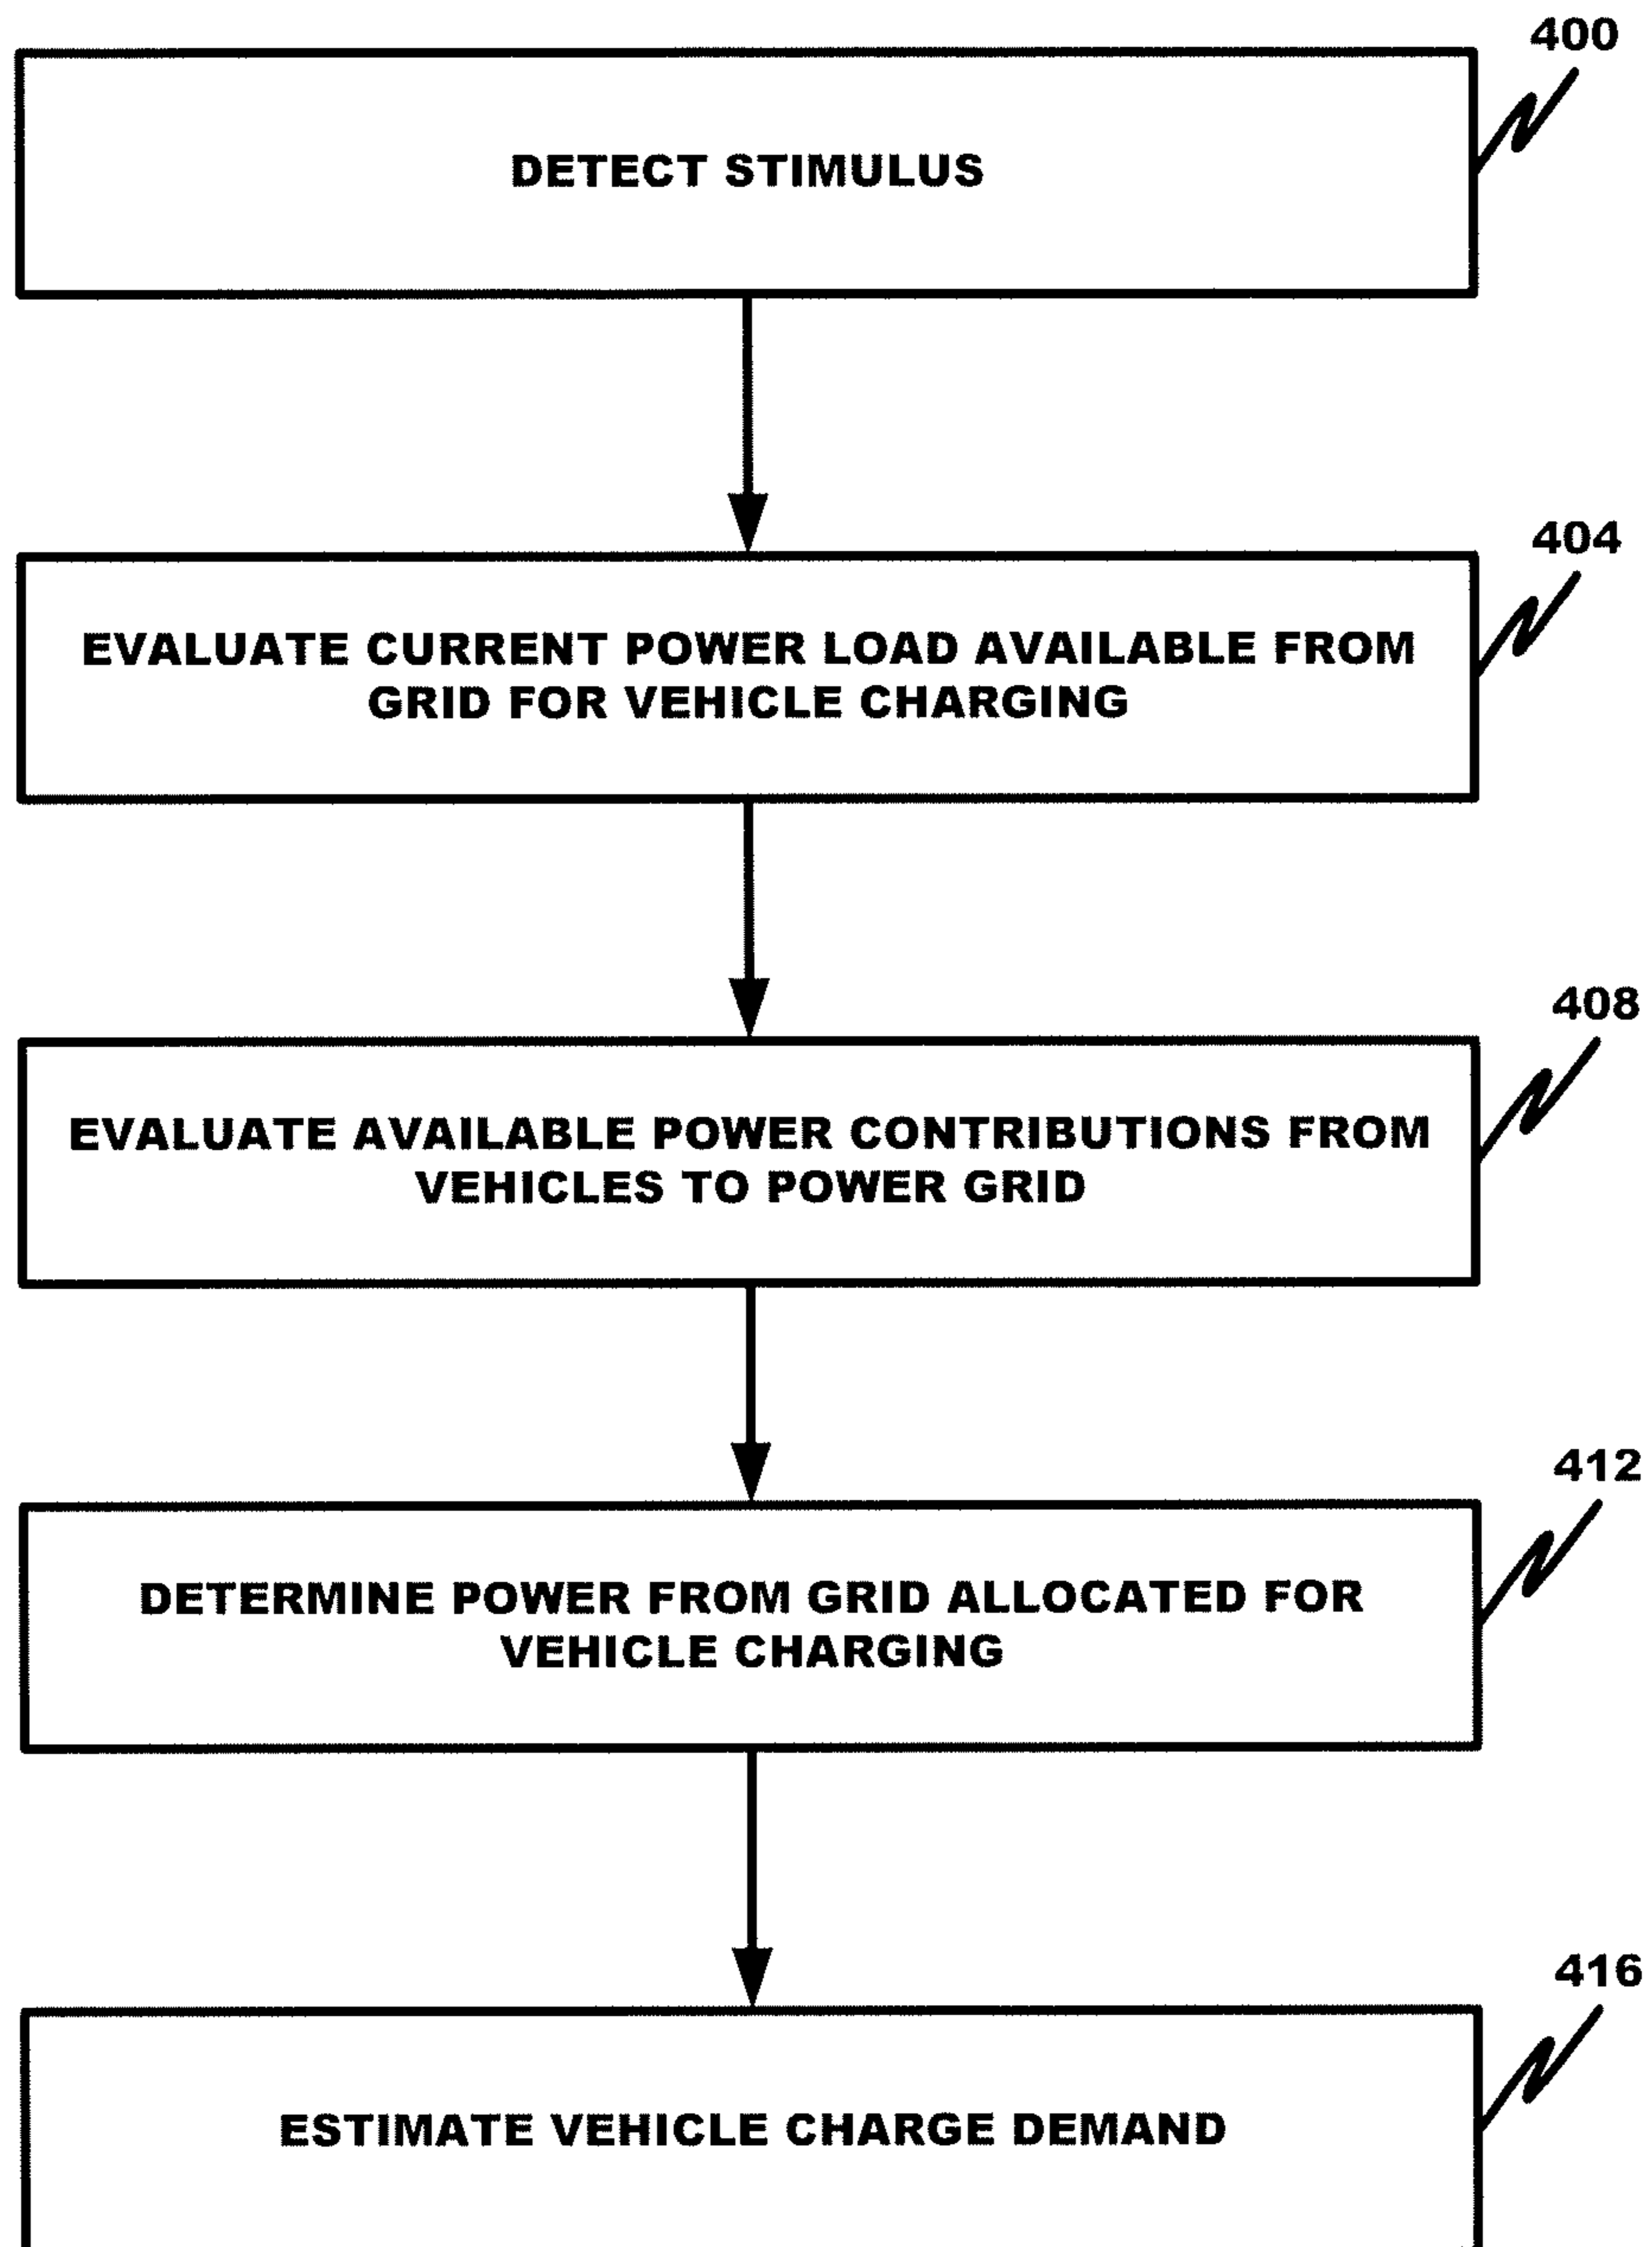 400
DETECT STIMULUS
404
EVALUATE CURRENT POWER LOAD AVAILABLE FROM
GRID FOR VEHICLE CHARGING
408
EVALUATE AVAILABLE POWER CONTRIBUTIONS FROM
VEHICLES TO POWER GRID
412
DETERMINE POWER FROM GRID ALLOCATED FOR
VEHICLE CHARGING
416
ESTIMATE VEHICLE CHARGE DEMAND